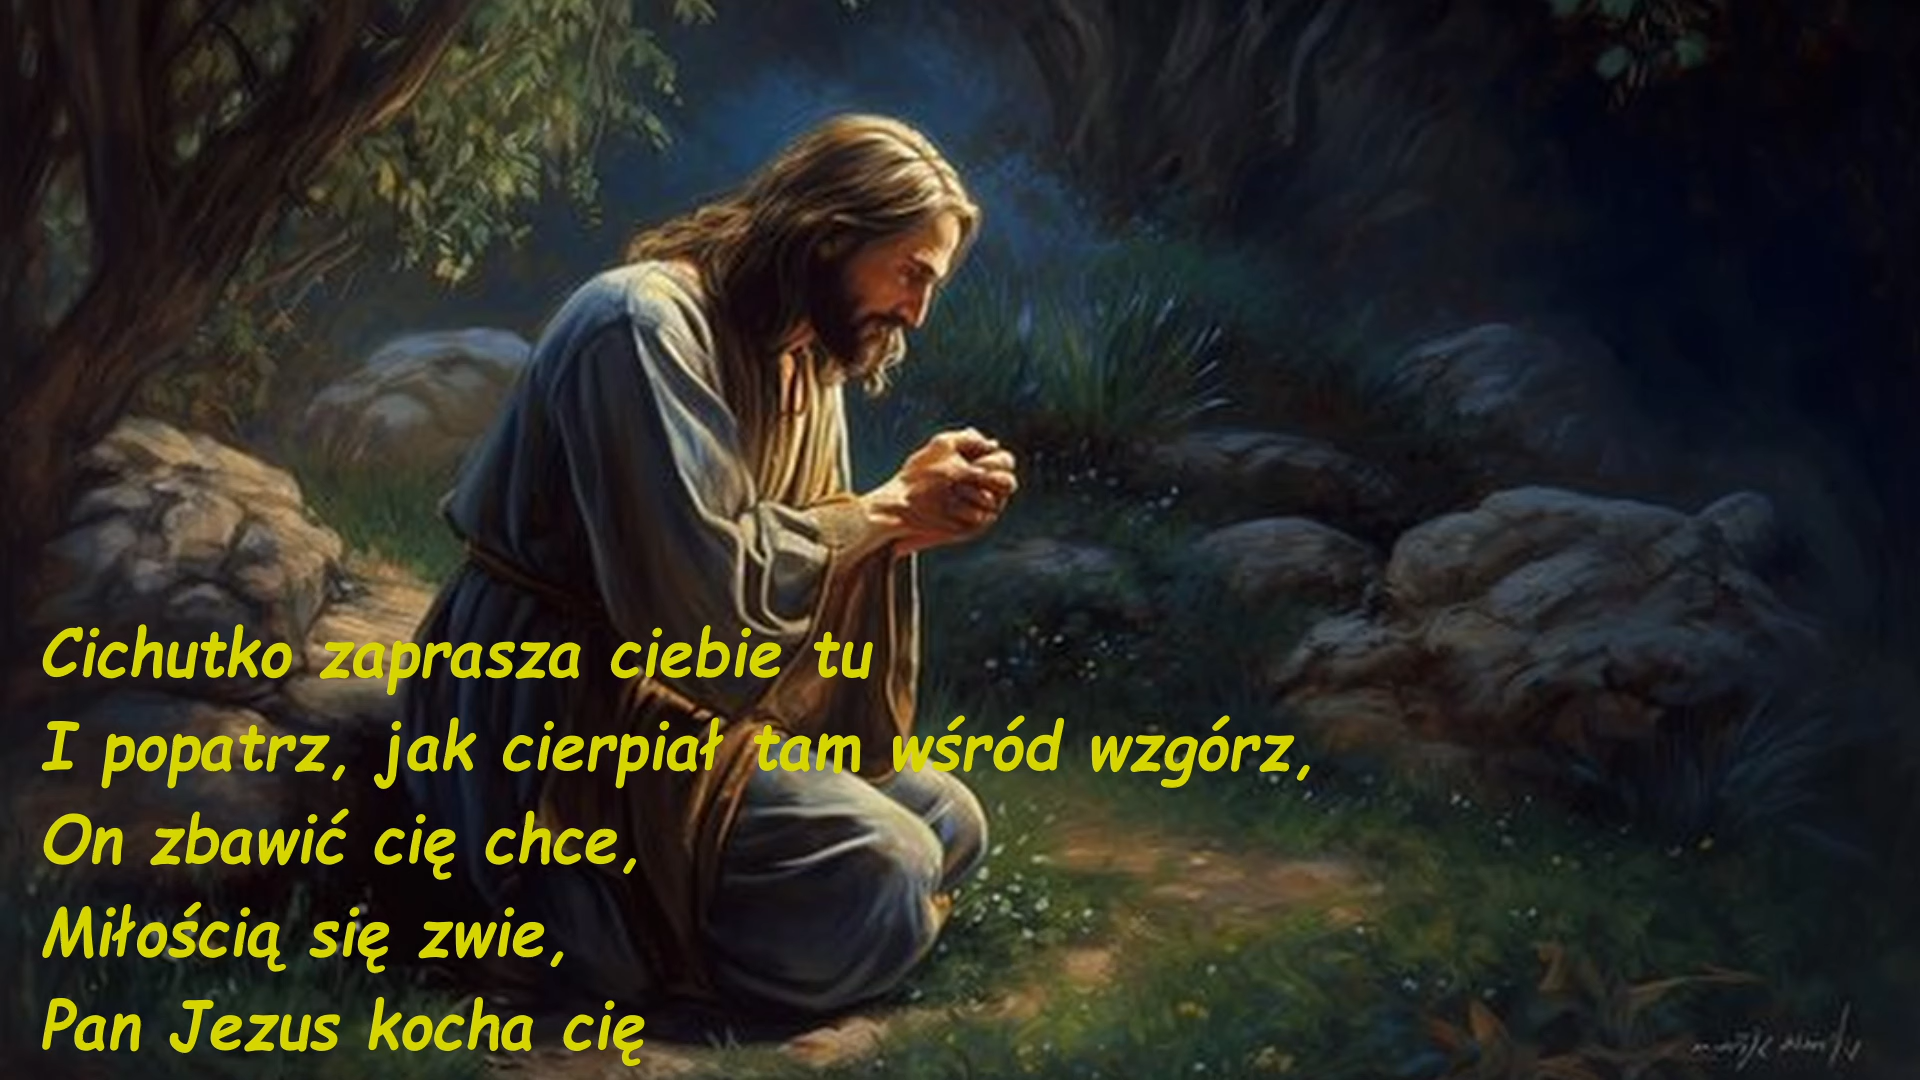 Cichutko zaprasza ciebie tu
I popatrz, jak cierpiał tam wśród wzgórz,
On zbawić cię chce,
Miłością się zwie,
Pan Jezus kocha cię